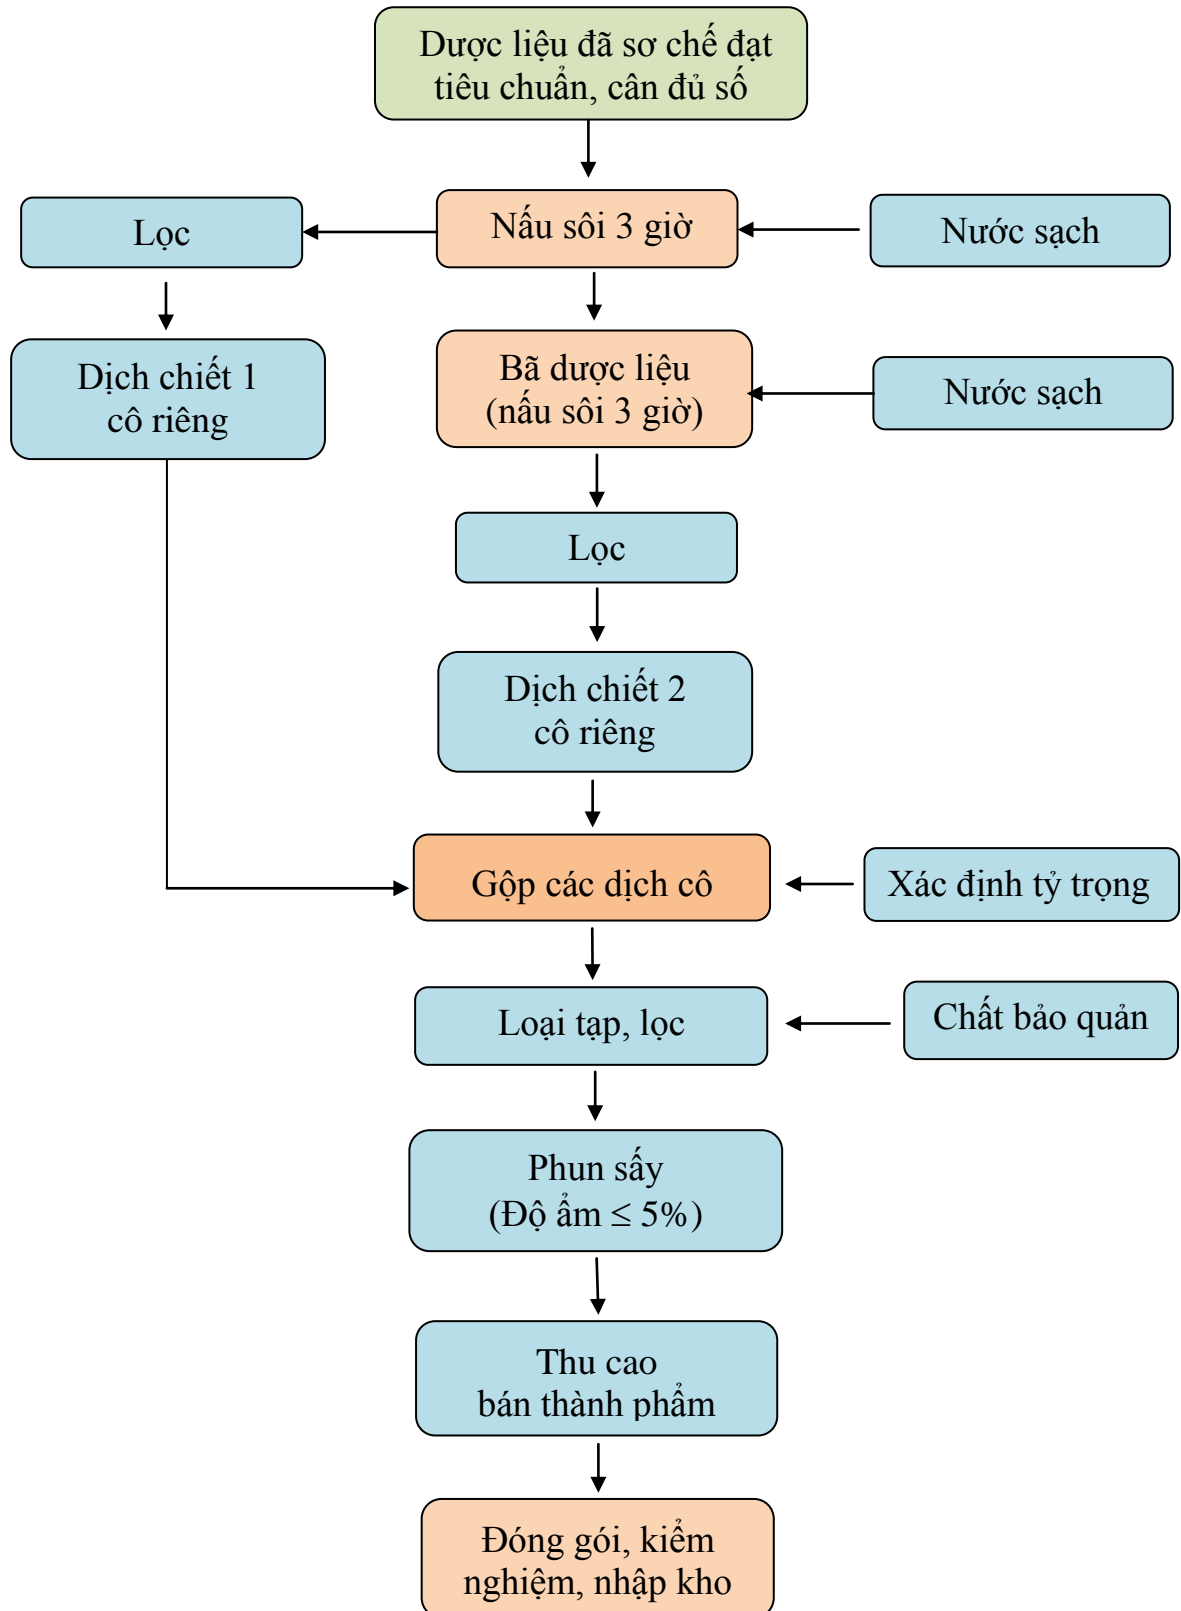 Dược liệu đã sơ chế đạt
tiêu chuẩn, cân đủ số
Lọc
Nấu sôi 3 giờ
Nước sạch
Dịch chiết 1
cô riêng
Bã dược liệu
(nấu sôi 3 giờ)
Nước sạch
Lọc
Dịch chiết 2
cô riêng
Gộp các dịch cô
Xác định tỷ trọng
Loại tạp, lọc
Chất bảo quản
Phun sấy
(Độ ẩm ≤ 5%)
Thu cao
bán thành phẩm
Đóng gói, kiểm
nghiệm, nhập kho